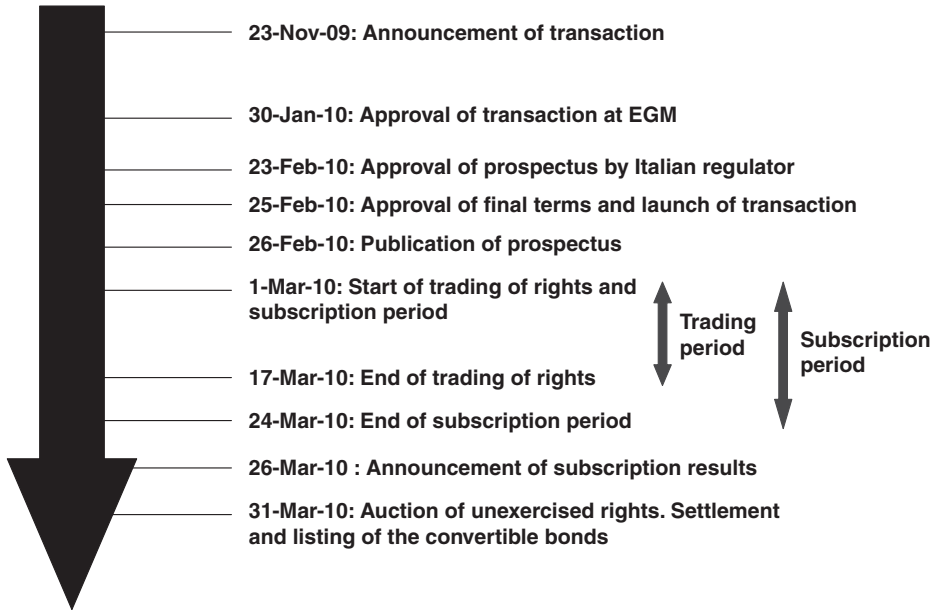 23-Nov-09: Announcement of transaction
30-Jan-10: Approval of transaction at EGM
23-Feb-10: Approval of prospectus by Italian regulator
25-Feb-10: Approval of final terms and launch of transaction
26-Feb-10: Publication of prospectus
1-Mar-10: Start of trading of rights and
subscription period
Trading
period
Subscription
period
17-Mar-10: End of trading of rights
24-Mar-10: End of subscription period
26-Mar-10 : Announcement of subscription results
31-Mar-10: Auction of unexercised rights. Settlement
and listing of the convertible bonds